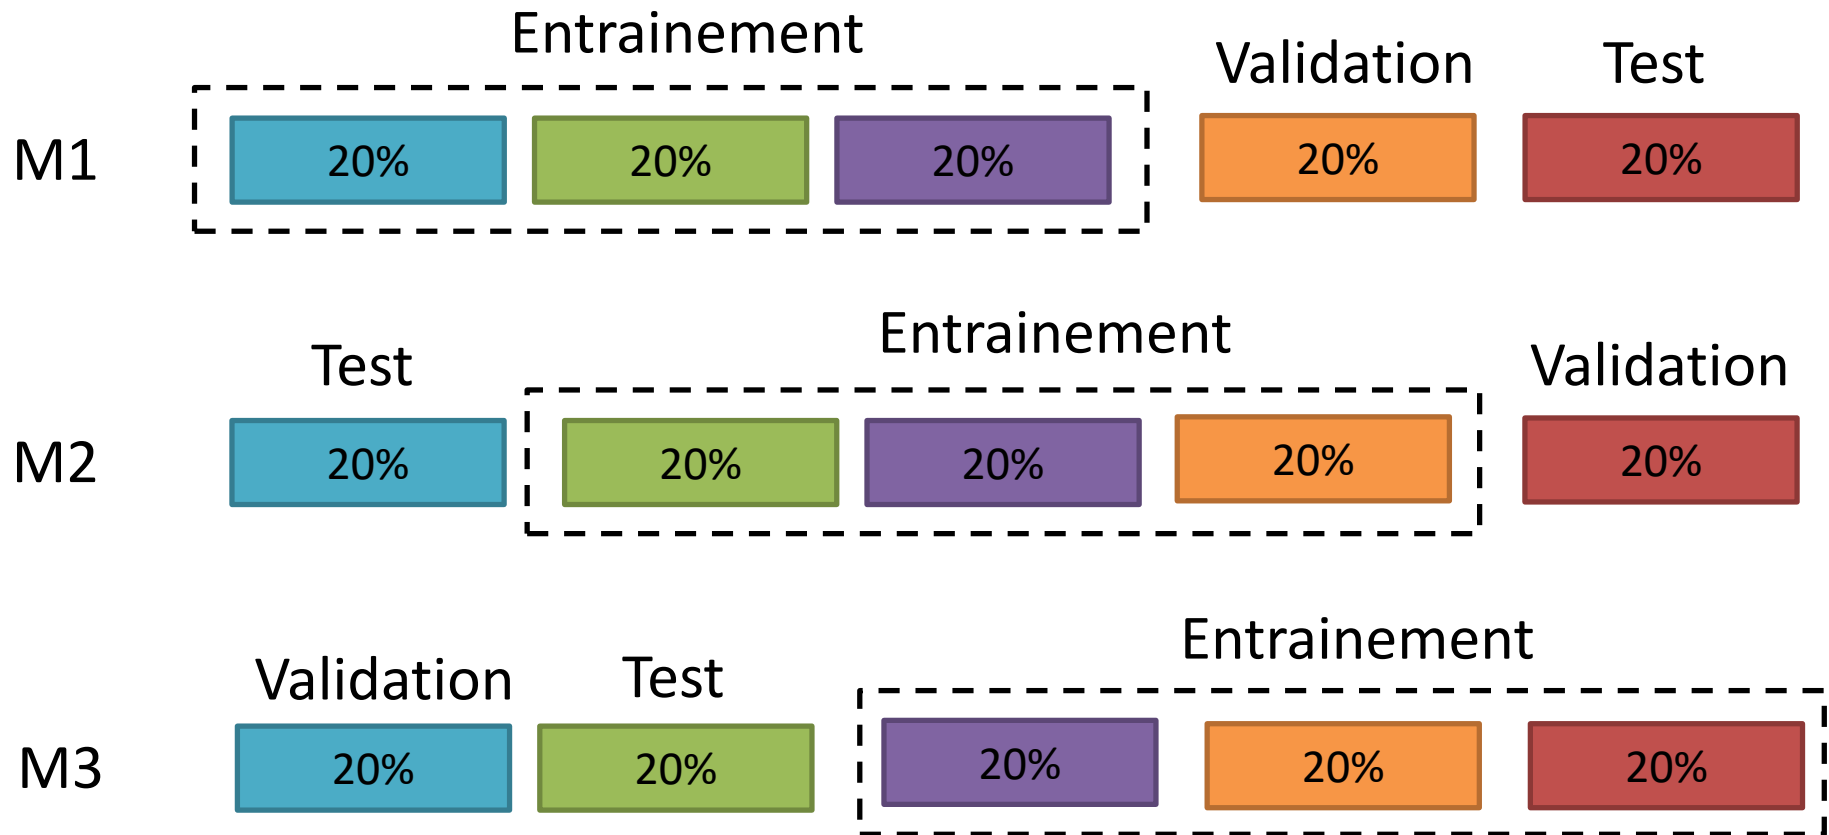 Entrainement
Validation Test
M1 20% 20% 20% 20% 20%
Entrainement
Test Validation
M2 20% 20% 20% 20% 20%
Entrainement
Validation Test
M3 20% 20% 20% 20% 20%